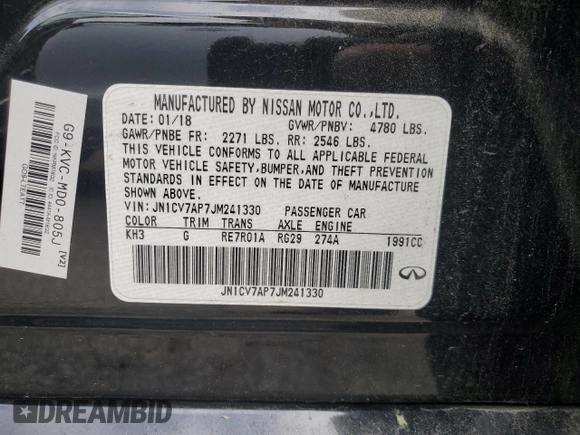 MANUFACTURED BY NISSAN MOTOR CO.,LTD.
DATE: 01/18 GVWR/PNBV: 4780 LBS.
GAWR/PNBE FR: 2271 LBS. RR: 2546 LBS.
THIS VEHICLE CONFORMS TO ALL APPLICABLE FEDERAL
MOTOR VEHICLE SAFETY,BUMPER,AND THEFT PREVENTION
STANDARDS IN EFFECT ON THE DATE OF MANUFACTURE
SHOWN ABOVE.
VIN: JN1CV7AP7JM241330 PASSENGER CAR
COLOR TRIM TRANS AXLE ENGINE
KH3 G RE7R01A RG29 274A 1991CC
JN1CV7AP7JM241330
INFINITI
G9-KVC-MD0-805J [V2]
DREAMBID